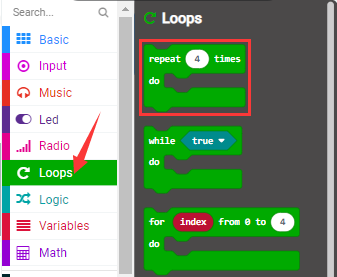 Search...
Basic
Input
Music
Led
Radio
Loops
Logic
Variables
Math
Loops
repeat 4 times
do
while true
do
for index from 0 to 4
do